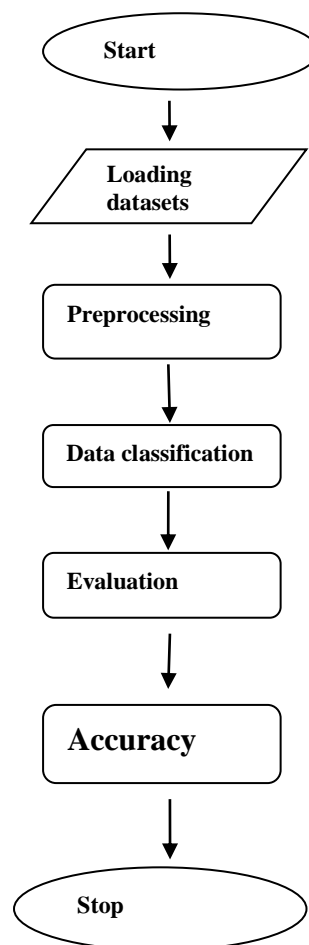 Start
Loading
datasets
Preprocessing
Data classification
Evaluation
Accuracy
Stop